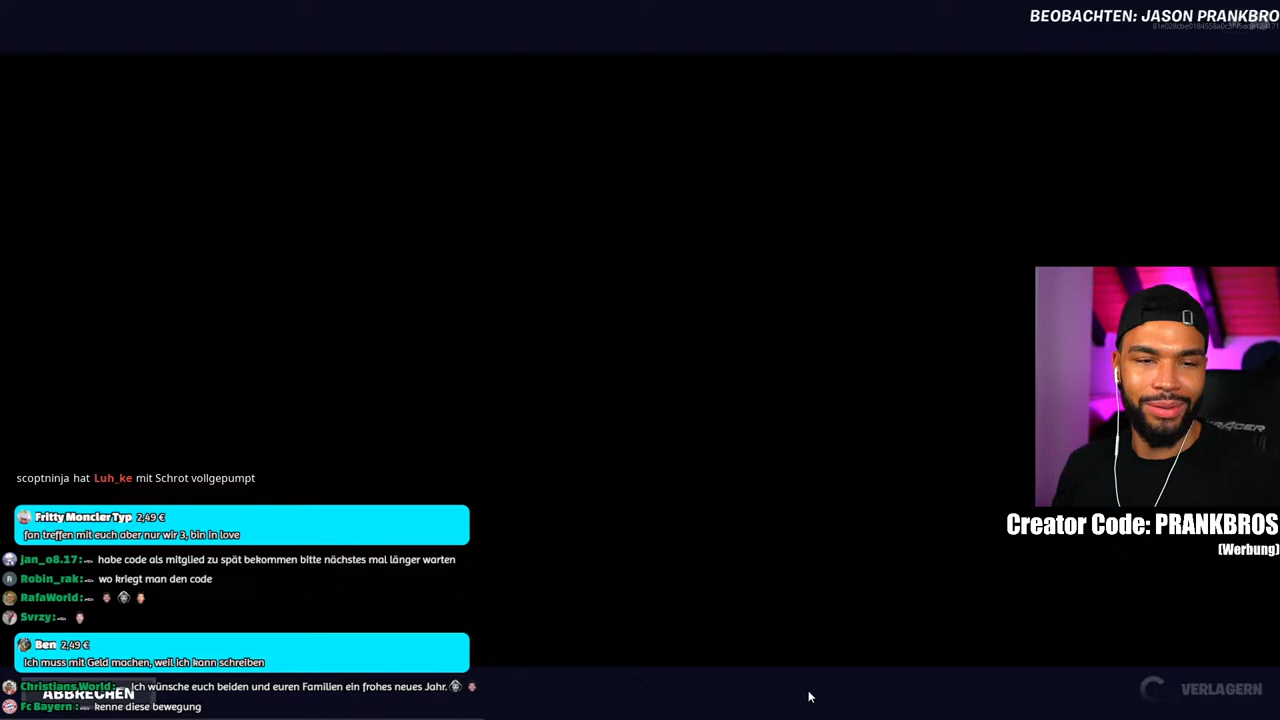 BEOBACHTEN: JASON PRANKBRO
scoptninja hat Luh_ke mit Schrot vollgepumpt
Fritty Moncler Typ 2,49 €
fan treffen mit euch aber nur wir 3, bin in love
jan_o8.17: habe code als mitglied zu spät bekommen bitte nächstes mal länger warten
Robin_rak: wo kriegt man den code
RafaWorld:
Svrzy:
Ben 2,49 €
Ich muss mit Geld machen, weil ich kann schreiben
Christians World: Ich wünsche euch beiden und euren Familien ein frohes neues Jahr.
ABBRECHEN
Fc Bayern: kenne diese bewegung
Creator Code: PRANKBROS
(Werbung)
VERLAGERN